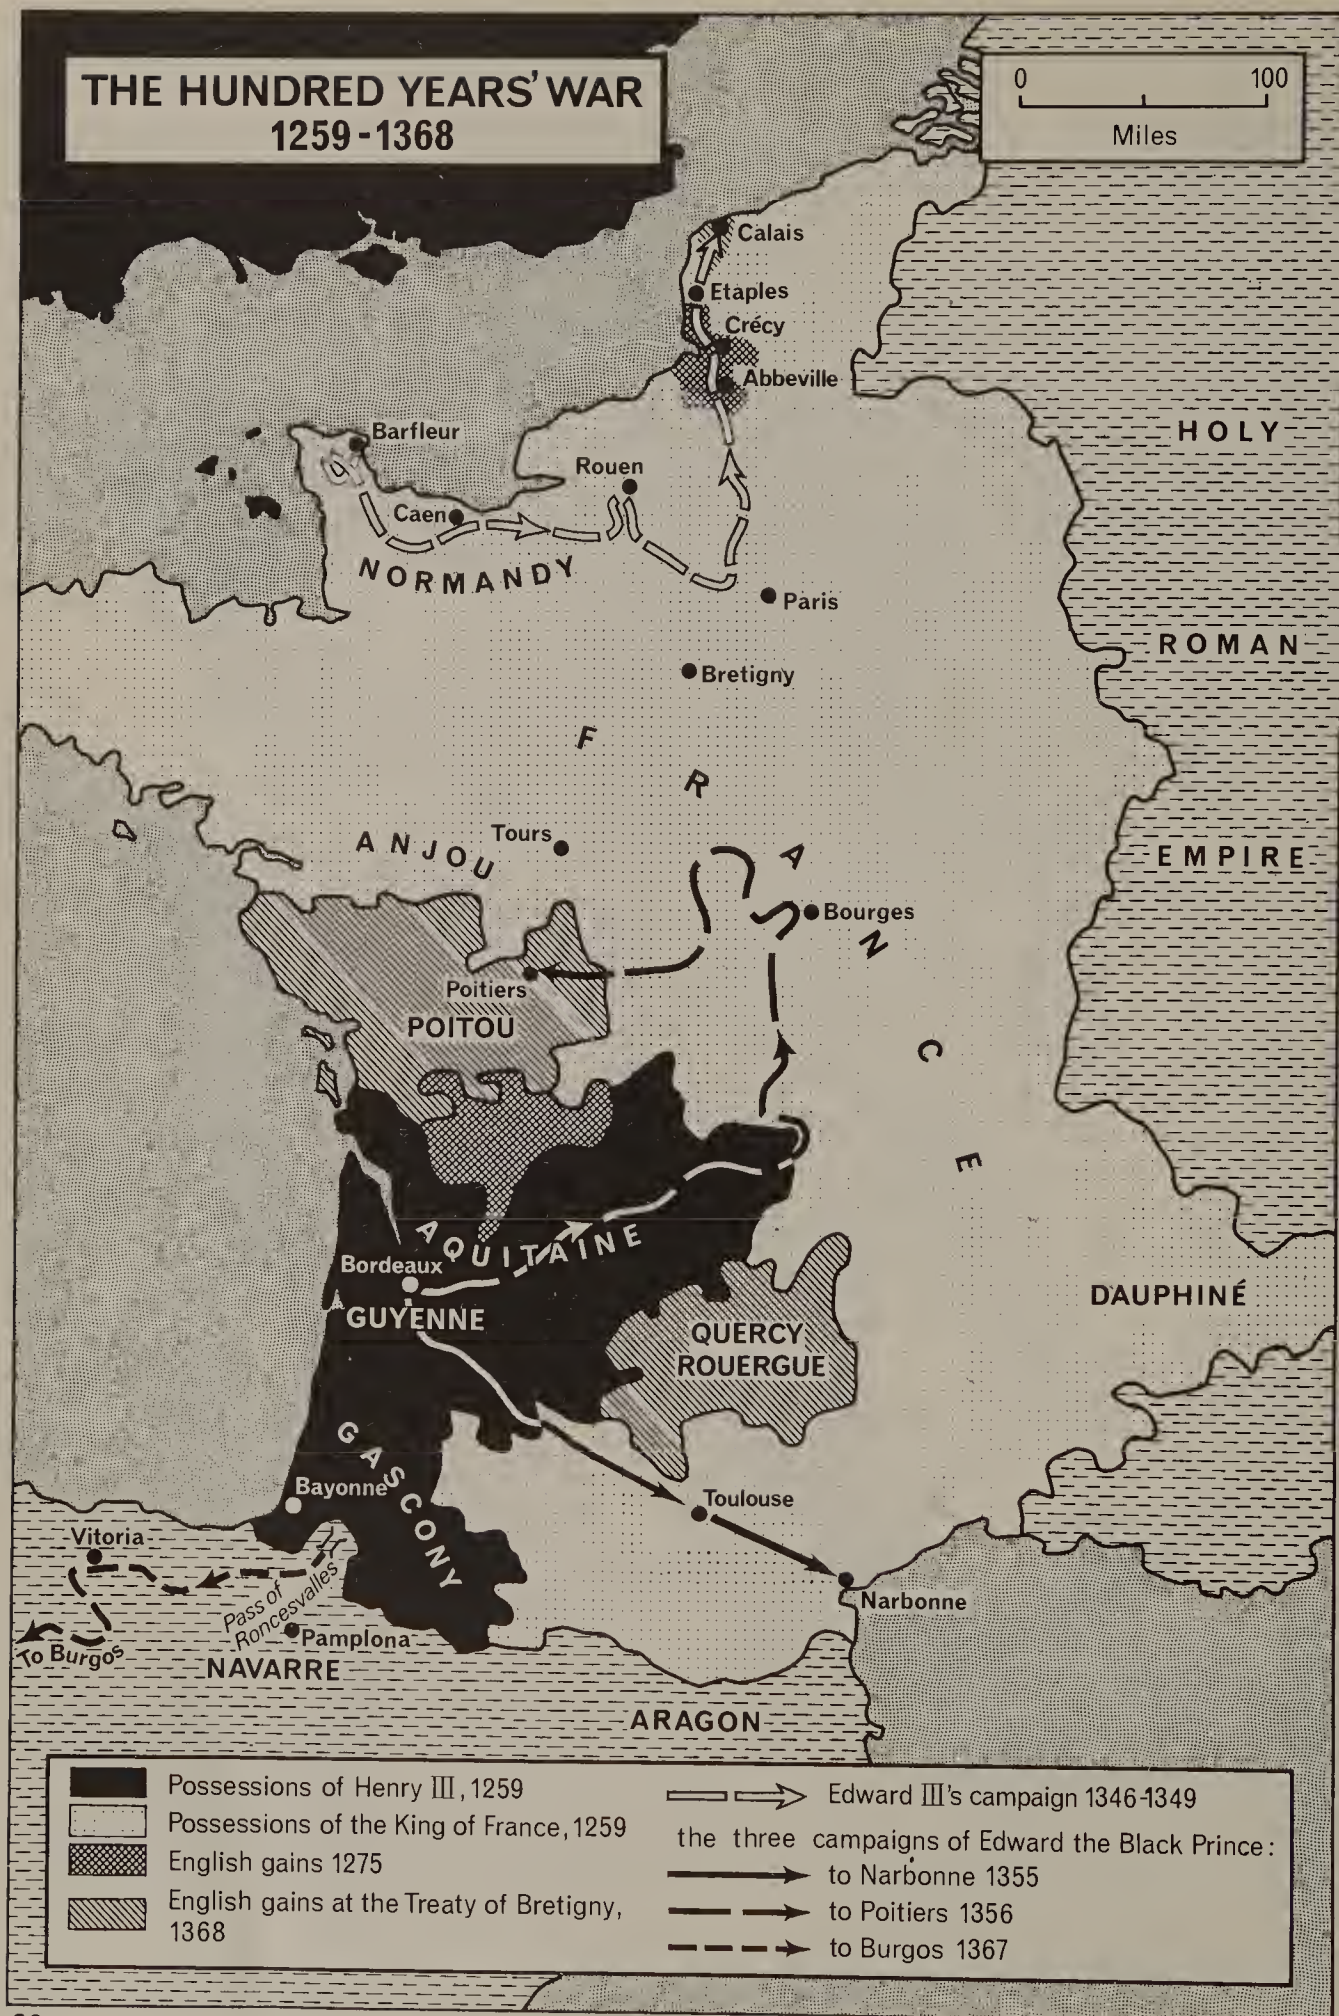 THE HUNDRED YEARS' WAR
1259-1368
0 100
Miles
Calais
Etaples
Crécy
Abbeville
HOLY
Barfleur
Rouen
Caen
NORMANDY
Paris
ROMAN
Bretigny
FRANCE
ANJOU
Tours
EMPIRE
Bourges
Poitiers
POITOU
AQUITAINE
Bordeaux
GUYENNE
DAUPHINÉ
QUERCY
ROUERGUE
GASCONY
Bayonne
Toulouse
Vitoria
Pass of
Roncesvalles
Narbonne
Pamplona
To Burgos
NAVARRE
ARAGON
Possessions of Henry III, 1259
Possessions of the King of France, 1259
English gains 1275
English gains at the Treaty of Bretigny,
1368
Edward III's campaign 1346-1349
the three campaigns of Edward the Black Prince:
to Narbonne 1355
to Poitiers 1356
to Burgos 1367